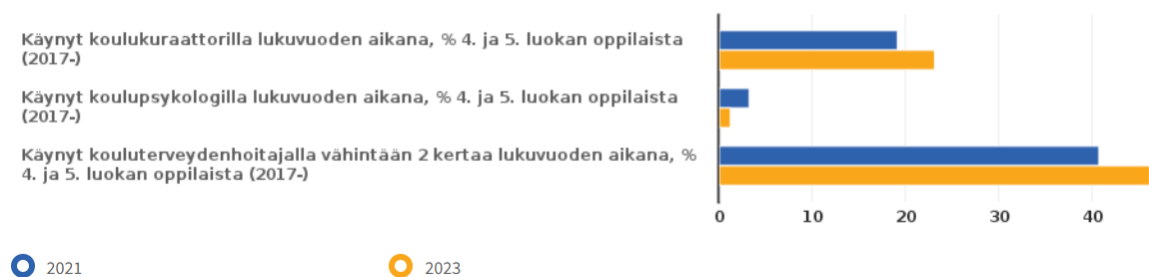 Käynyt koulukuraattorilla lukuvuoden aikana, % 4. ja 5. luokan oppilaista
(2017-)
Käynyt koulupsykologilla lukuvuoden aikana, % 4. ja 5. luokan oppilaista
(2017-)
Käynyt kouluterveydenhoitajalla vähintään 2 kertaa lukuvuoden aikana, %
4. ja 5. luokan oppilaista (2017-)
0 10 20 30 40
2021 2023